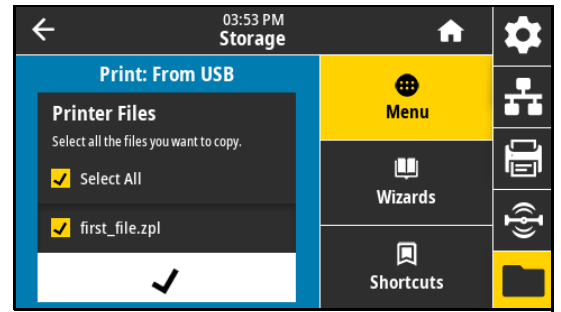 03:53 PM
Storage
Print: From USB
Printer Files
Select all the files you want to copy.
Select All
first_file.zpl
Menu
Wizards
Shortcuts